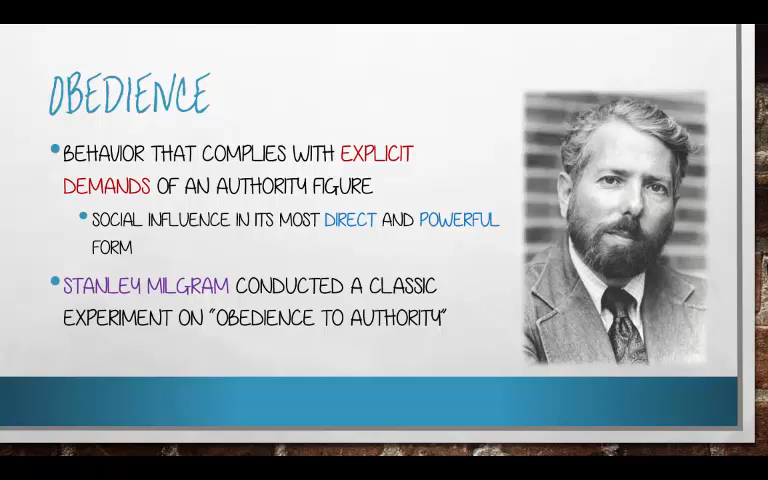 OBEDIENCE
BEHAVIOR THAT COMPLIES WITH EXPLICIT
DEMANDS OF AN AUTHORITY FIGURE
SOCIAL INFLUENCE IN ITS MOST DIRECT AND POWERFUL
FORM
STANLEY MILGRAM CONDUCTED A CLASSIC
EXPERIMENT ON "OBEDIENCE TO AUTHORITY"